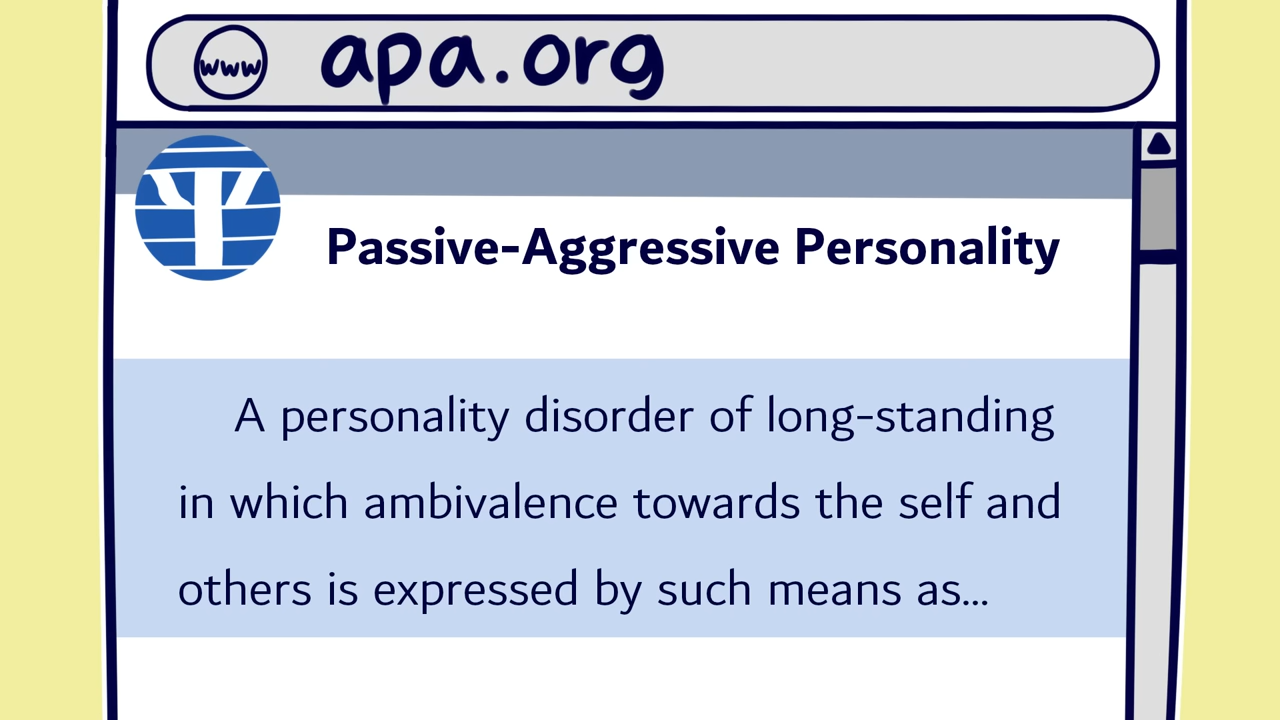 www apa.org
Passive-Aggressive Personality
A personality disorder of long-standing
in which ambivalence towards the self and
others is expressed by such means as...